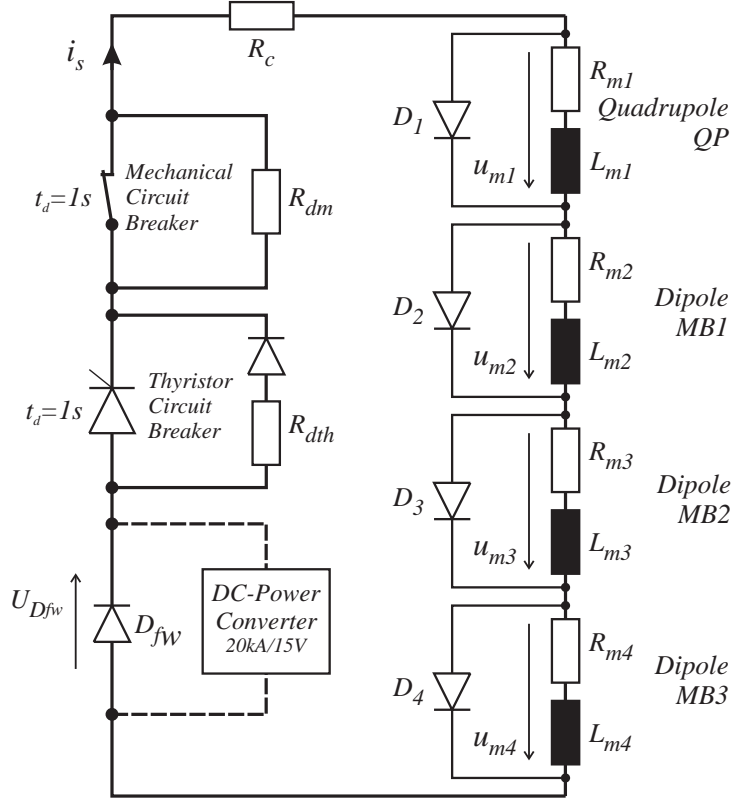 R_c
i_s
D_1
u_m1
R_m1
Quadrupole
QP
L_m1
t_d=1s
Mechanical
Circuit
Breaker
R_dm
D_2
u_m2
R_m2
Dipole
MB1
L_m2
t_d=1s
Thyristor
Circuit
Breaker
R_dth
D_3
u_m3
R_m3
Dipole
MB2
L_m3
U_Dfw
D_fw
DC-Power
Converter
20kA/15V
D_4
u_m4
R_m4
Dipole
MB3
L_m4